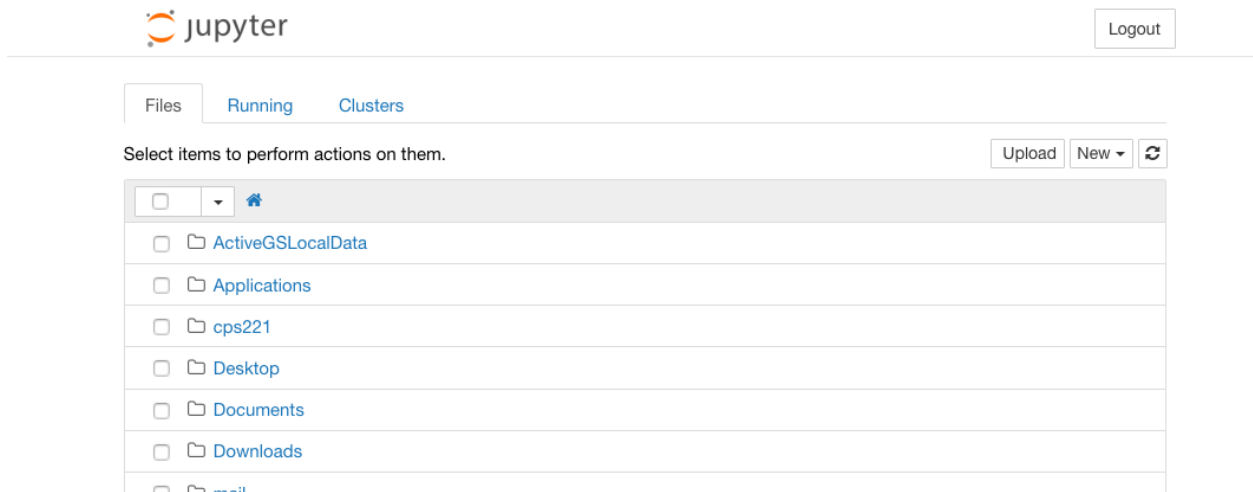 jupyter
Logout
Files Running Clusters
Select items to perform actions on them.
Upload New
ActiveGSLocalData
Applications
cps221
Desktop
Documents
Downloads